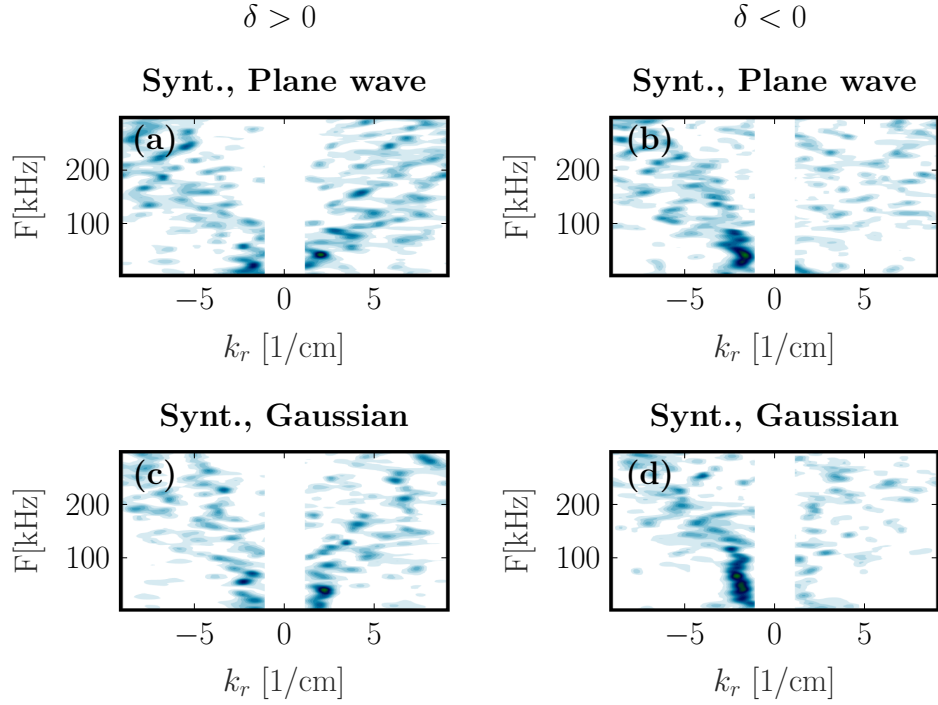 δ > 0
δ < 0
Synt., Plane wave
Synt., Plane wave
(a)
(b)
F[kHz]
200
100
F[kHz]
200
100
−5 0 5
−5 0 5
k_r [1/cm]
k_r [1/cm]
Synt., Gaussian
Synt., Gaussian
(c)
(d)
F[kHz]
200
100
F[kHz]
200
100
−5 0 5
−5 0 5
k_r [1/cm]
k_r [1/cm]